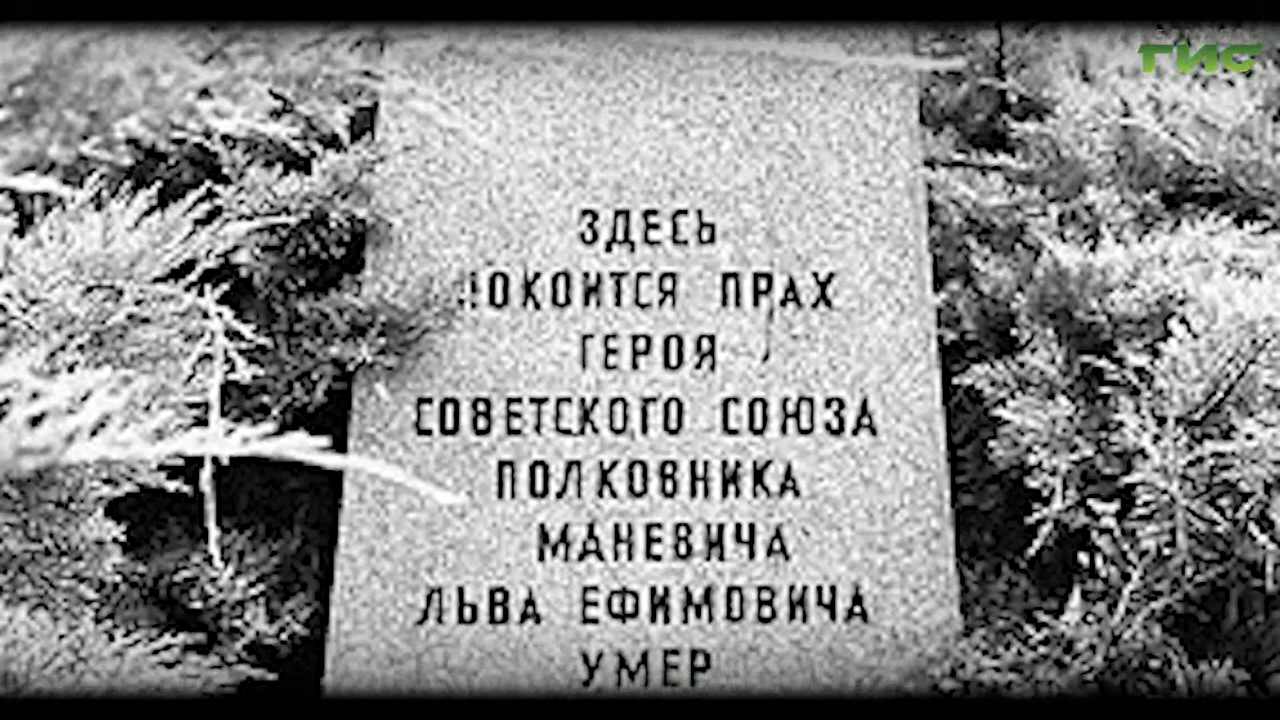 ГИС
ЗДЕСЬ
ПОКОИТСЯ ПРАХ
ГЕРОЯ
СОВЕТСКОГО СОЮЗА
ПОЛКОВНИКА
МАНЕВИЧА
ЛЬВА ЕФИМОВИЧА
УМЕР